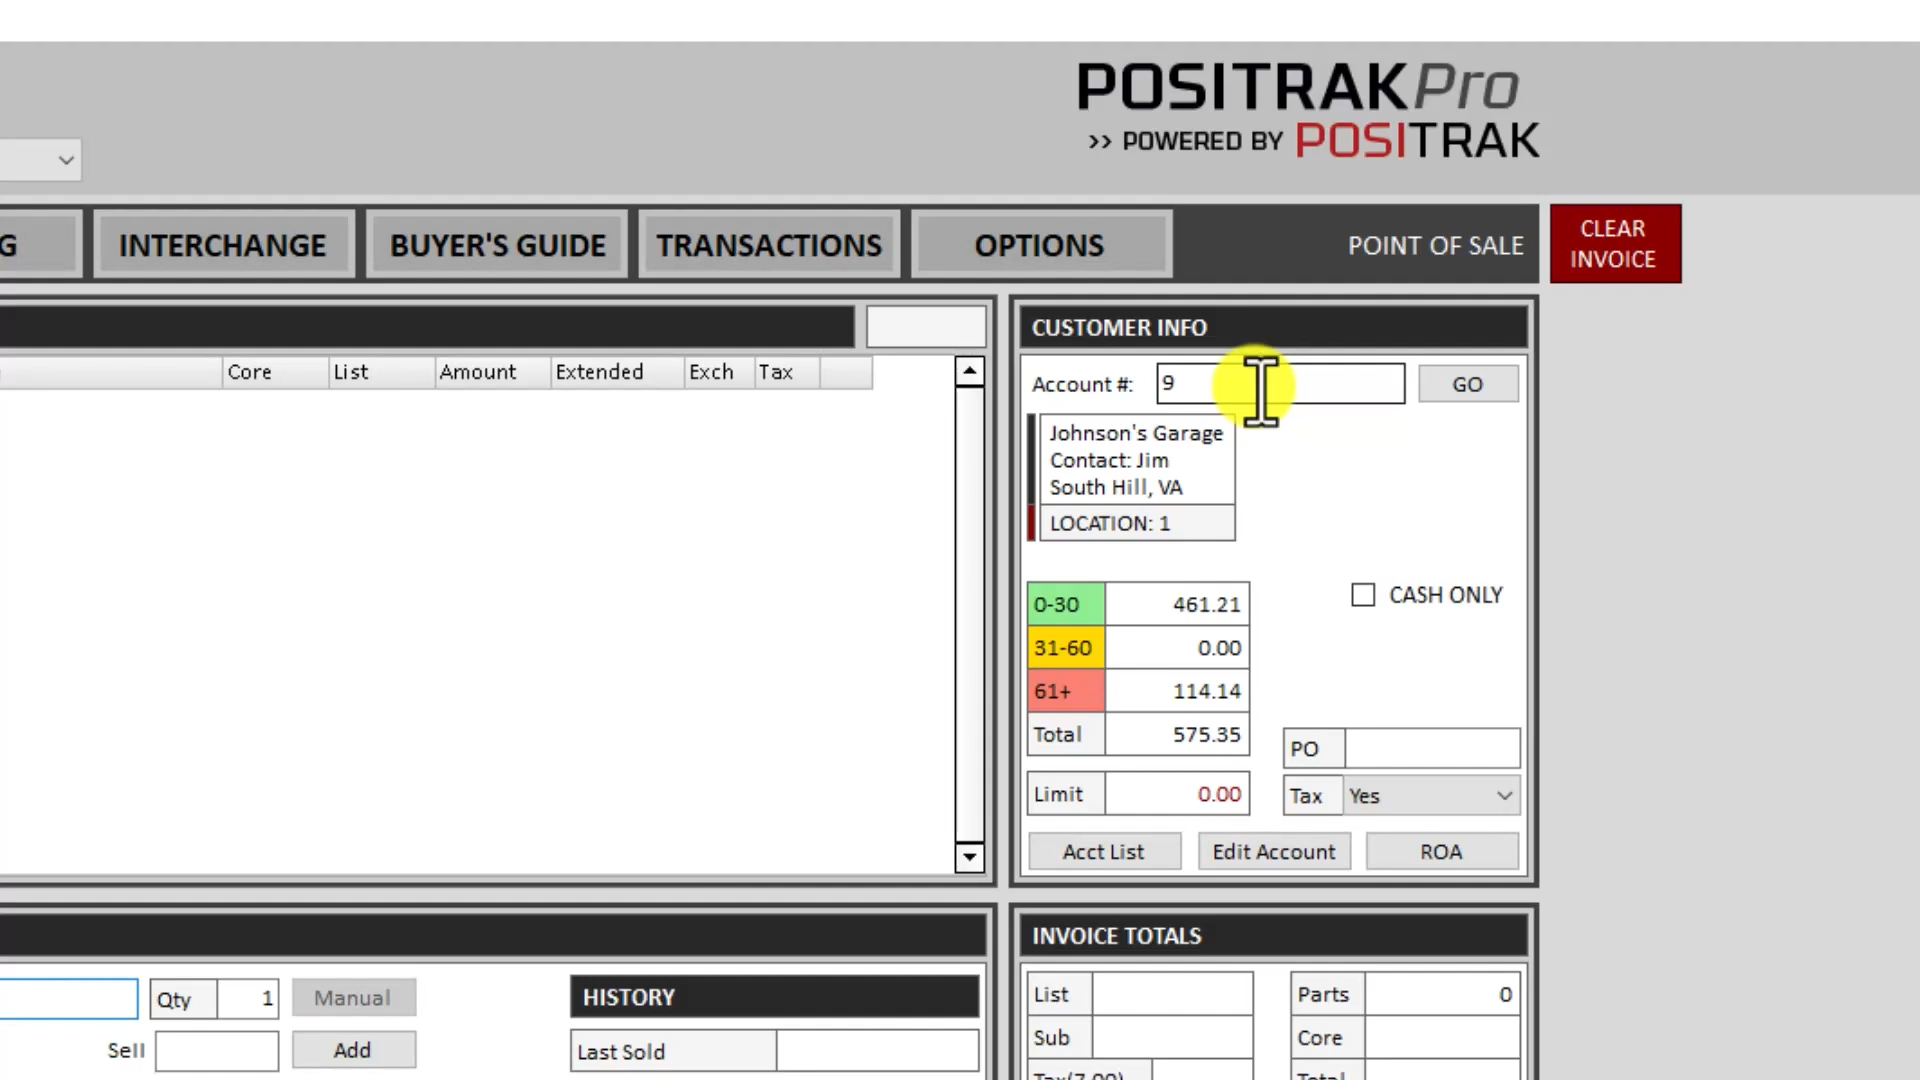 POSITRAKPro
>> POWERED BY POSITRAK
G
INTERCHANGE
BUYER'S GUIDE
TRANSACTIONS
OPTIONS
POINT OF SALE
CLEAR
INVOICE
Core
List
Amount
Extended
Exch
Tax
CUSTOMER INFO
Account #:
9
GO
Johnson's Garage
Contact: Jim
South Hill, VA
LOCATION: 1
0-30 461.21
31-60 0.00
61+ 114.14
Total 575.35
Limit 0.00
CASH ONLY
PO
Tax Yes
Acct List
Edit Account
ROA
Qty 1
Manual
Sell
Add
HISTORY
Last Sold
INVOICE TOTALS
List
Parts 0
Sub
Core
Tax(7.00)
Total